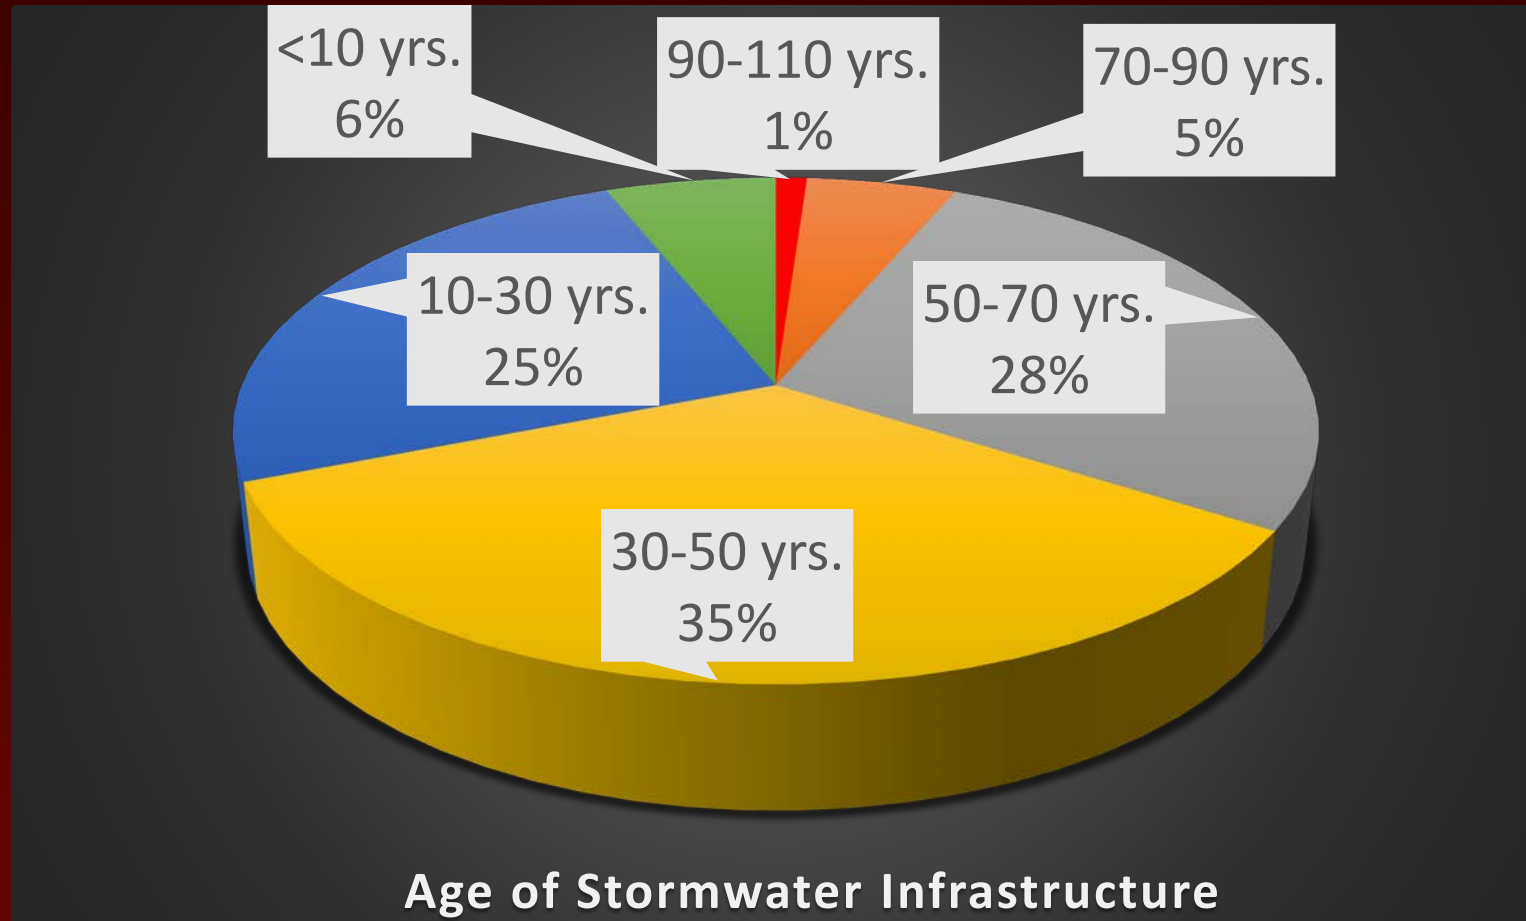 <10 yrs.
6%
90-110 yrs.
1%
70-90 yrs.
5%
10-30 yrs.
25%
50-70 yrs.
28%
30-50 yrs.
35%
Age of Stormwater Infrastructure